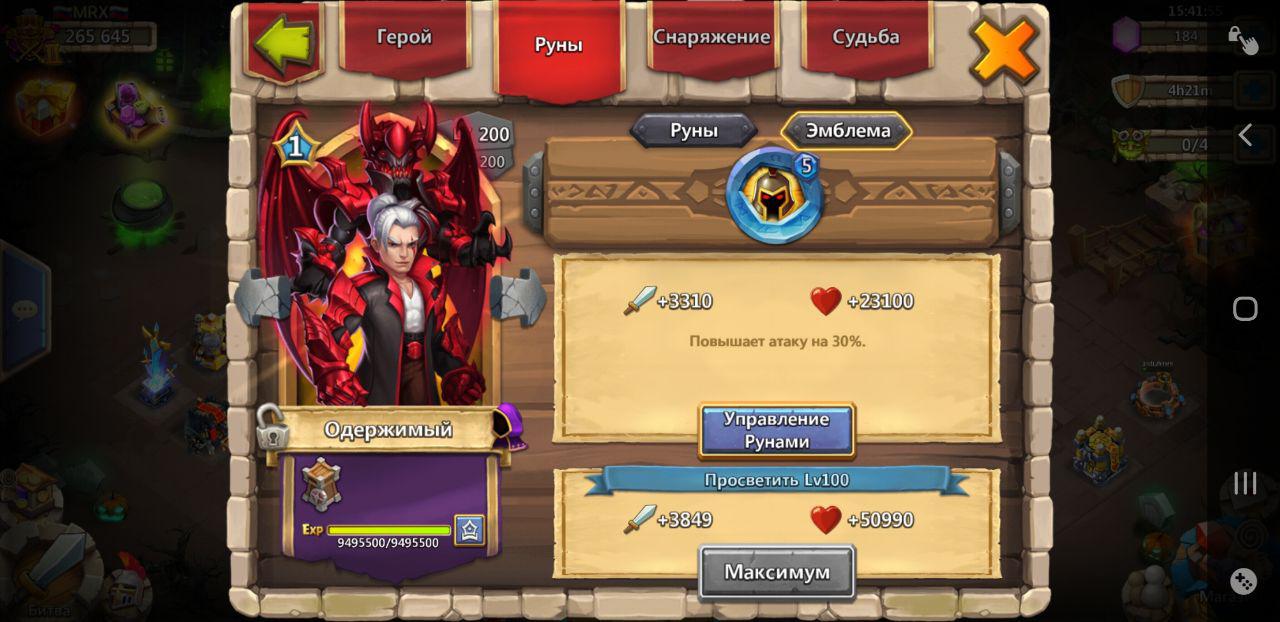 MRX
265 645
Герой
Руны
Снаряжение
Судьба
15:41:55
184
4h21m
0/4
1
200
200
Руны
Эмблема
5
+3310
+23100
Повышает атаку на 30%.
Управление
Рунами
Одержимый
Просветить Lv100
+3849
+50990
Exp
9495500/9495500
Максимум
Битва